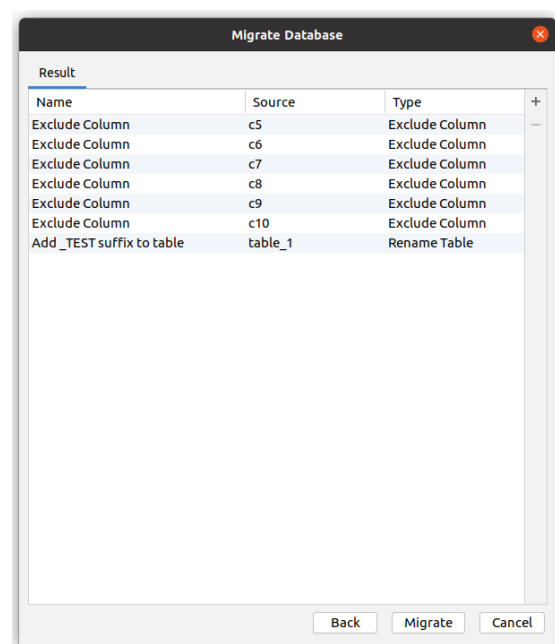 Migrate Database
Result
Name Source Type
Exclude Column c5 Exclude Column
Exclude Column c6 Exclude Column
Exclude Column c7 Exclude Column
Exclude Column c8 Exclude Column
Exclude Column c9 Exclude Column
Exclude Column c10 Exclude Column
Add _TEST suffix to table table_1 Rename Table
Back Migrate Cancel